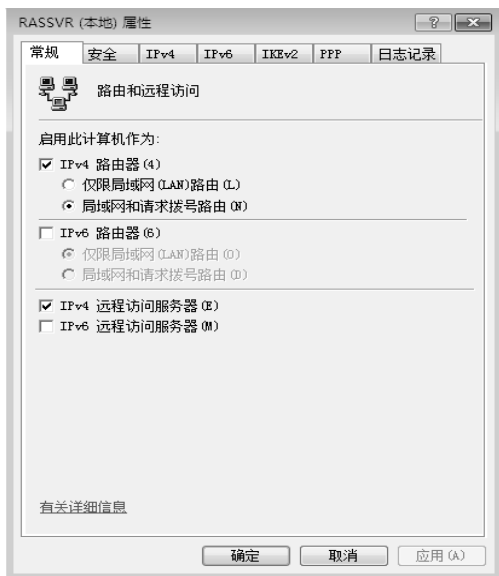 RASSVR (本地) 属性
常规 安全 IPv4 IPv6 IKEv2 PPP 日志记录
路由和远程访问
启用此计算机作为:
IPv4 路由器(4)
仅限局域网(LAN)路由(L)
局域网和请求拨号路由(N)
IPv6 路由器(6)
仅限局域网(LAN)路由(O)
局域网和请求拨号路由(D)
IPv4 远程访问服务器(E)
IPv6 远程访问服务器(M)
有关详细信息
确定 取消 应用(A)